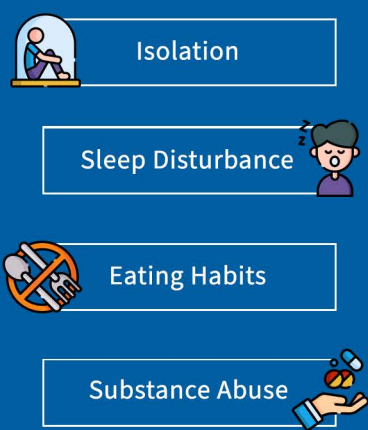 Isolation
z
z
Sleep Disturbance
Eating Habits
Substance Abuse